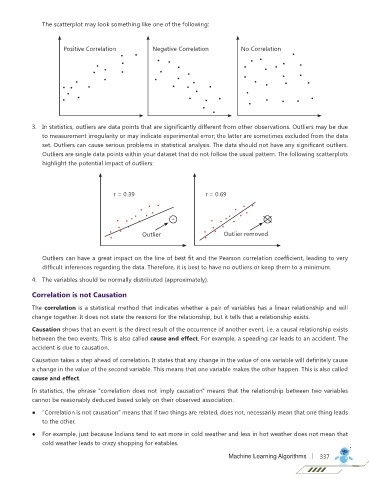 The scatterplot may look something like one of the following:
Positive Correlation
Negative Correlation
No Correlation
3. In statistics, outliers are data points that are significantly different from other observations. Outliers may be due
to measurement irregularity or may indicate experimental error; the latter are sometimes excluded from the data
set. Outliers can cause serious problems in statistical analysis. The data should not have any significant outliers.
Outliers are single data points within your dataset that do not follow the usual pattern. The following scatterplots
highlight the potential impact of outliers:
r = 0.39
r = 0.69
Outlier
Outlier removed
Outliers can have a great impact on the line of best fit and the Pearson correlation coefficient, leading to very
difficult inferences regarding the data. Therefore, it is best to have no outliers or keep them to a minimum.
4. The variables should be normally distributed (approximately).
Correlation is not Causation
The correlation is a statistical method that indicates whether a pair of variables has a linear relationship and will
change together. It does not state the reasons for the relationship, but it tells that a relationship exists.
Causation shows that an event is the direct result of the occurrence of another event, i.e. a causal relationship exists
between the two events. This is also called cause and effect. For example, a speeding car leads to an accident. The
accident is due to causation.
Causation takes a step ahead of correlation. It states that any change in the value of one variable will definitely cause
a change in the value of the second variable. This means that one variable makes the other happen. This is also called
cause and effect.
In statistics, the phrase "correlation does not imply causation" means that the relationship between two variables
cannot to be reasonably deduced based solely on their observed association.
● "Correlation is not causation" means that if two things are related, does not, necessarily mean that one thing leads
to the other.
● For example, just because Indians tend to eat more in cold weather and less in hot weather does not mean that
cold weather leads to crazy shopping for eatables.
Machine Learning Algorithms | 337